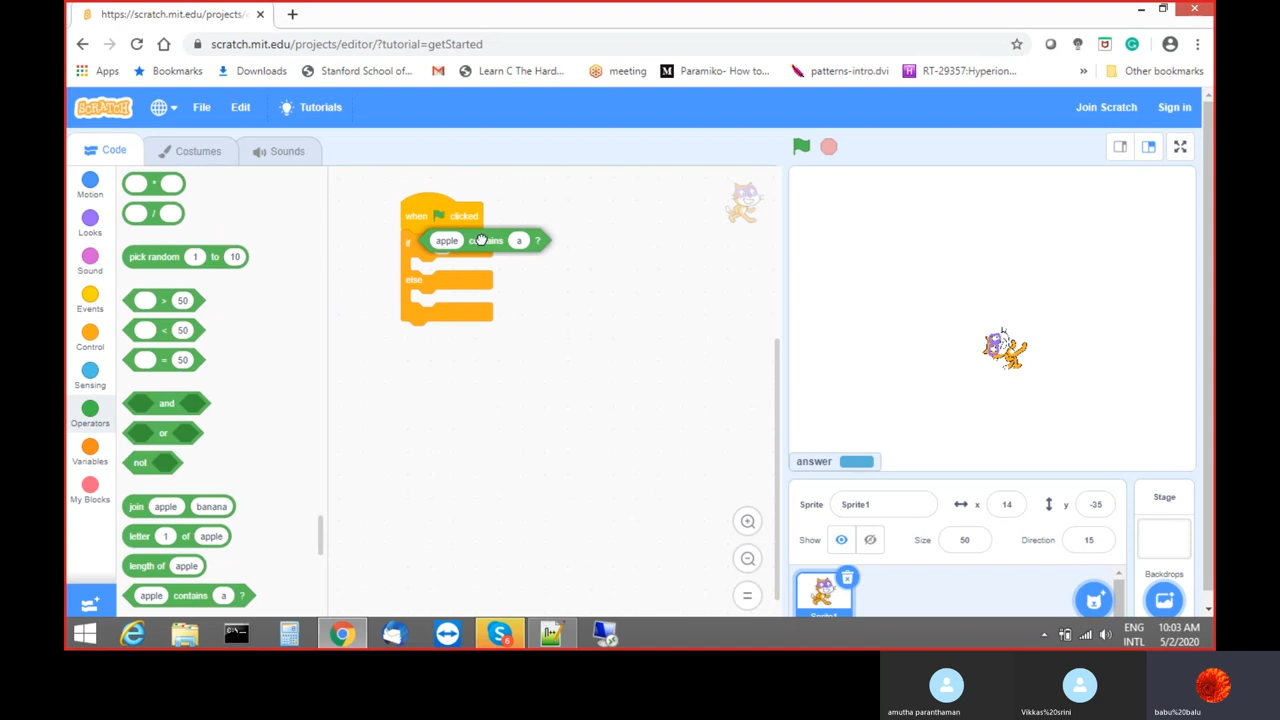 https://scratch.mit.edu/projects/
scratch.mit.edu/projects/editor/?tutorial=getStarted
Apps Bookmarks Downloads Stanford School of... Learn C The Hard... meeting M Paramiko- How to... patterns-intro.dvi H RT-29357:Hyperion... » Other bookmarks
SCRATCH File Edit Tutorials Join Scratch Sign in
Code Costumes Sounds
Motion
Looks
Sound
Events
Control
Sensing
Operators
Variables
My Blocks
*
/
pick random 1 to 10
> 50
< 50
= 50
and
or
not
join apple banana
letter 1 of apple
length of apple
apple contains a ?
when clicked
if apple a ?
else
answer
Sprite Sprite1 x 14 y -35
Show Size 50 Direction 15
Stage
Backdrops
6
ENG
INTL
10:03 AM
5/2/2020
amutha paranthaman
Vikkas%20srini
babu%20balu